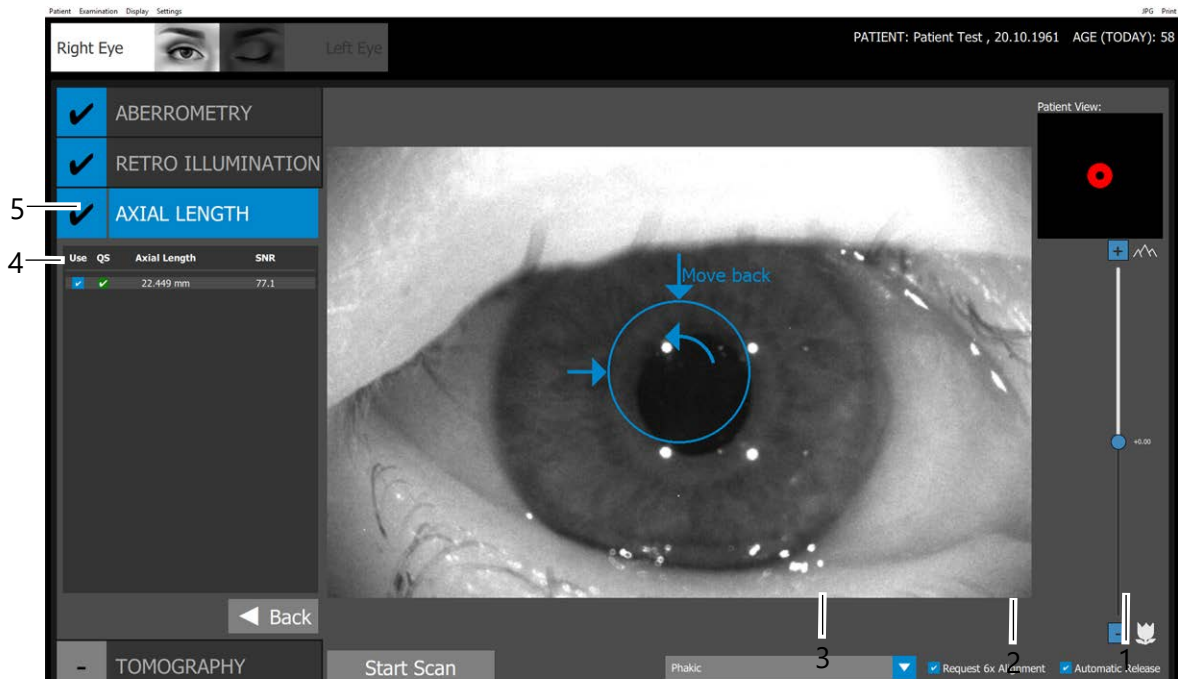 Patient Examination Display Settings JPG Print
Right Eye Left Eye PATIENT: Patient Test , 20.10.1961 AGE (TODAY): 58
ABERROMETRY
Patient View:
RETRO ILLUMINATION
5 AXIAL LENGTH
4 Use QS Axial Length SNR
22.449 mm 77.1
+
Move back
+0.00
Back
-
- TOMOGRAPHY
Start Scan
Phakic
3
Request 6x Alignment
2
Automatic Release
1